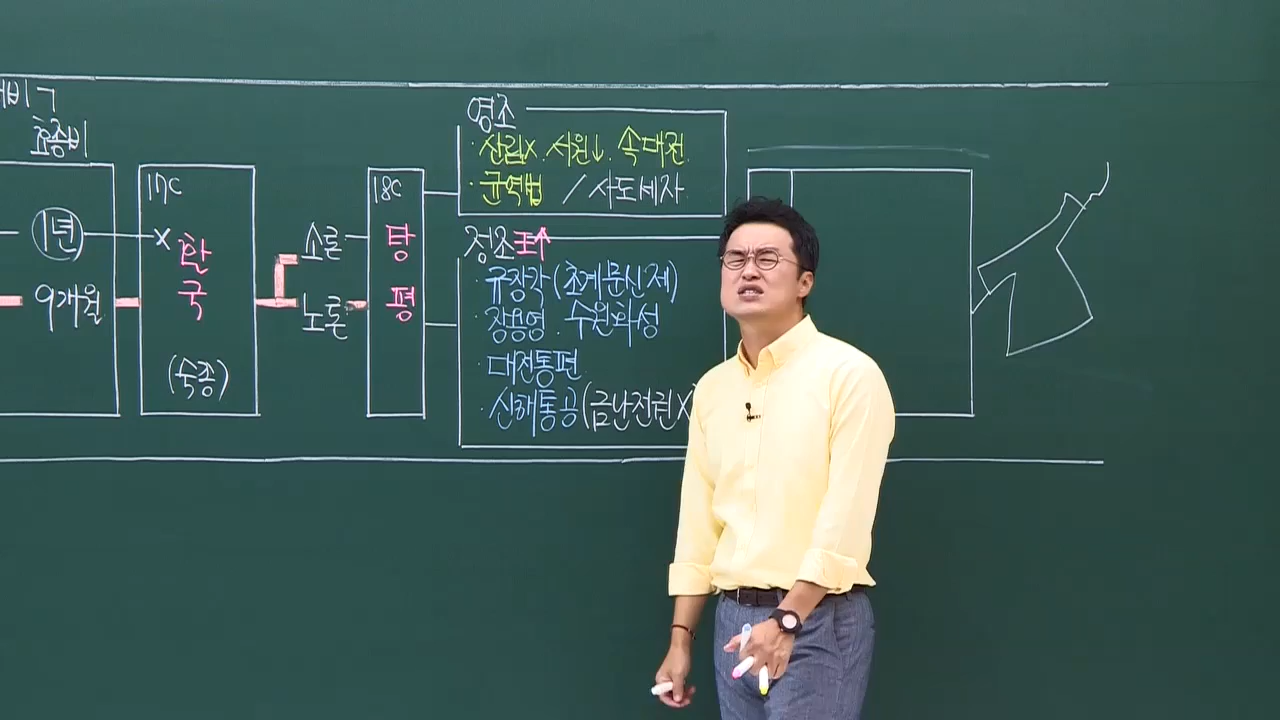 효종비
1년
9개월
17C
X 환국
(숙종)
소론
노론
18C
탕평
영조
· 산림X. 서원↓. 속대전
· 균역법 / 사도세자
정조 호↑
· 규장각 (초계문신제)
· 장용영. 수원화성
· 대전통편
· 신해통공 (금난전권X